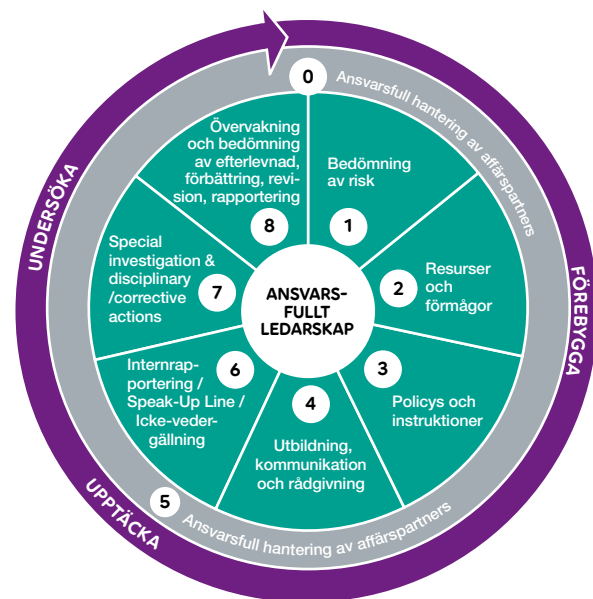 0
Ansvarsfull hantering av affärspartners
Övervakning
och bedömning
av efterlevnad,
förbättring, revi-
sion, rapportering
8
Bedömning
av risk
1
Resurser
och
förmågor
2
Policys och
instruktioner
3
Utbildning,
kommunikation
och rådgivning
4
5
Ansvarsfull hantering av affärspartners
Internrap-
portering /
Speak-Up Line /
Icke-veder-
gällning
6
Special
investigation &
disciplinary
/corrective
actions
7
ANSVARS-
FULLT
LEDARSKAP
FÖREBYGGA
UPPTÄCKA
UNDERSÖKA